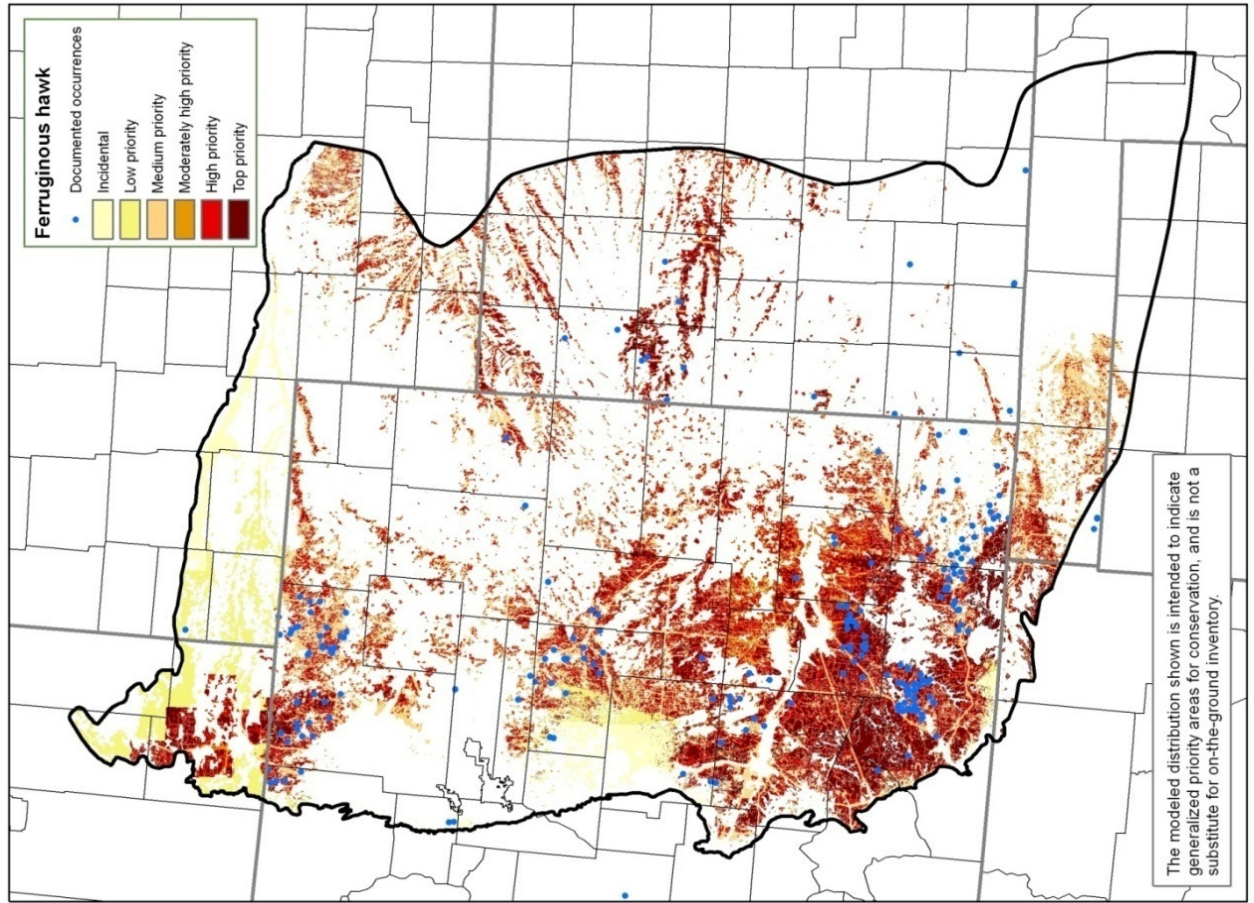 Ferruginous hawk
Documented occurrences
Incidental
Low priority
Medium priority
Moderately high priority
High priority
Top priority
The modeled distribution shown is intended to indicate
generalized priority areas for conservation, and is not a
substitute for on-the-ground inventory.